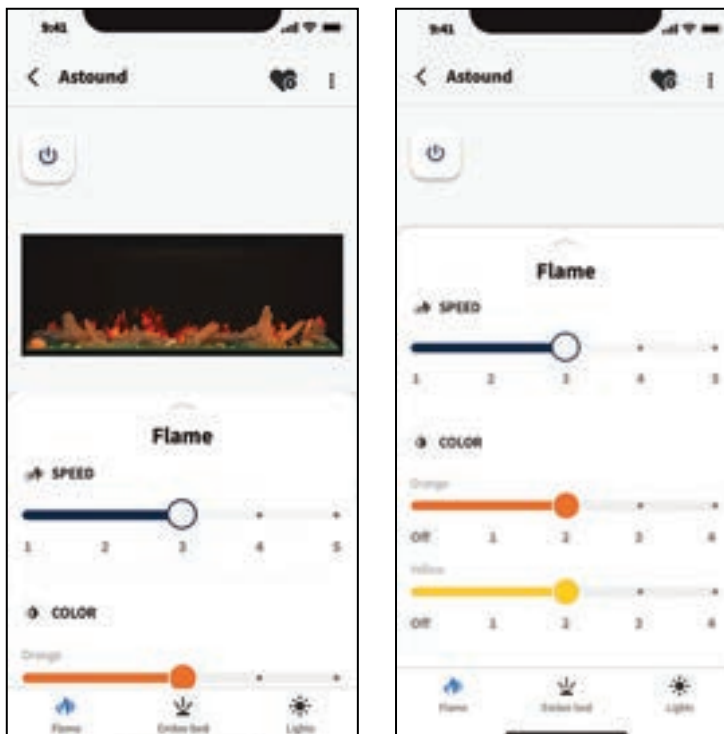 9:41
Astound
Flame
SPEED
1 2 3 4 5
COLOR
Orange
Flame Ember bed Lights
9:41
Astound
Flame
SPEED
1 2 3 4 5
COLOR
Orange
Off 1 2 3 4
Yellow
Off 1 2 3 4
Flame Ember bed Lights